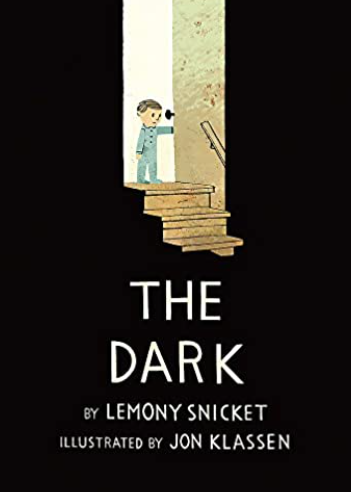 THE
DARK
BY LEMONY SNICKET
ILLUSTRATED BY JON KLASSEN